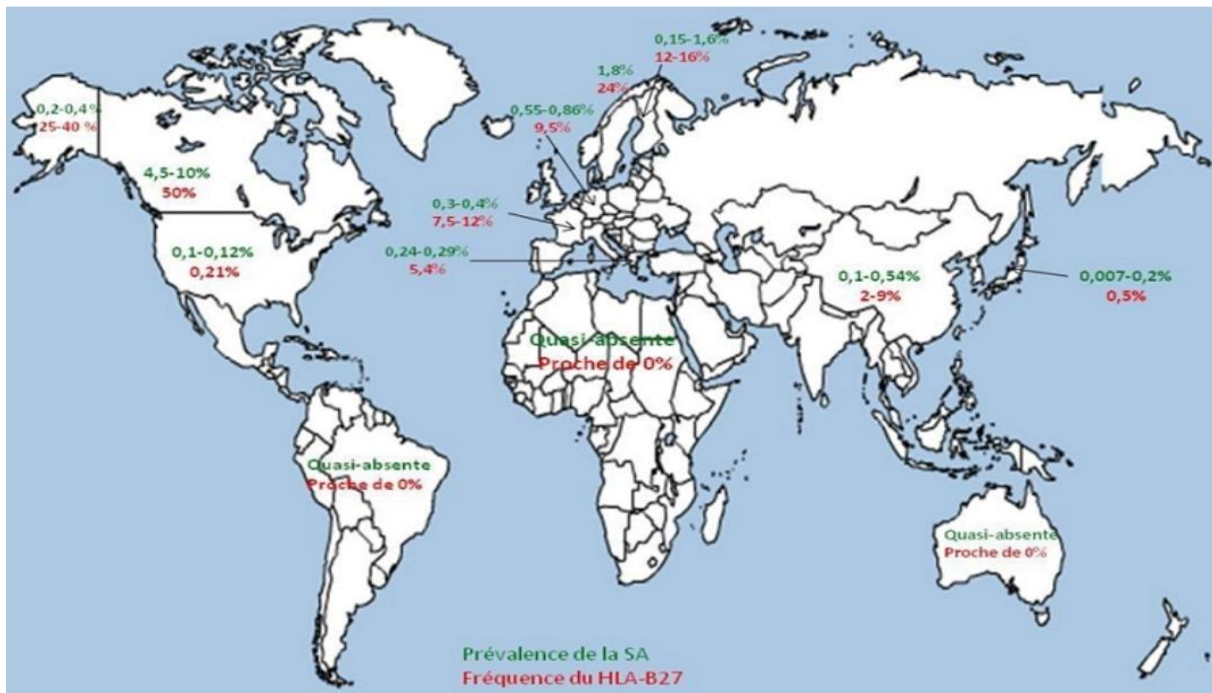 0,15-1,6%
12-16%
1,8%
24%
0,2-0,4%
25-40 %
0,55-0,86%
9,5%
4,5-10%
50%
0,3-0,4%
7,5-12%
0,1-0,12%
0,21%
0,24-0,29%
5,4%
0,1-0,54%
2-9%
0,007-0,2%
0,5%
Quasi-absente
Proche de 0%
Quasi-absente
Proche de 0%
Quasi-absente
Proche de 0%
Prévalence de la SA
Fréquence du HLA-B27